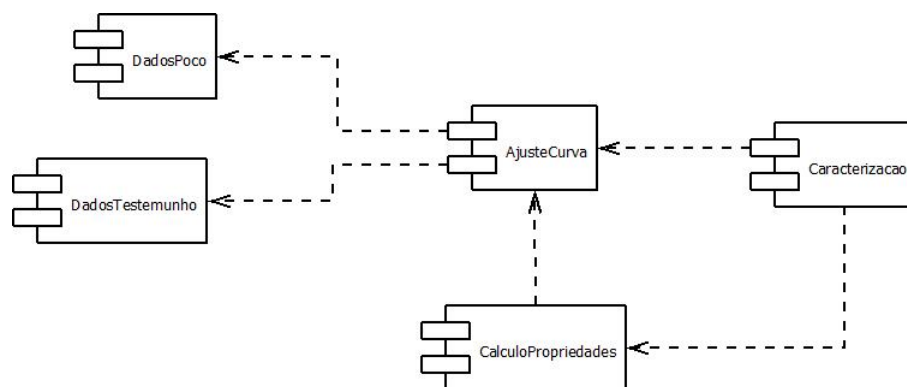 DadosPoco
AjusteCurva
Caracterizacao
DadosTestemunho
CalculoPropriedades